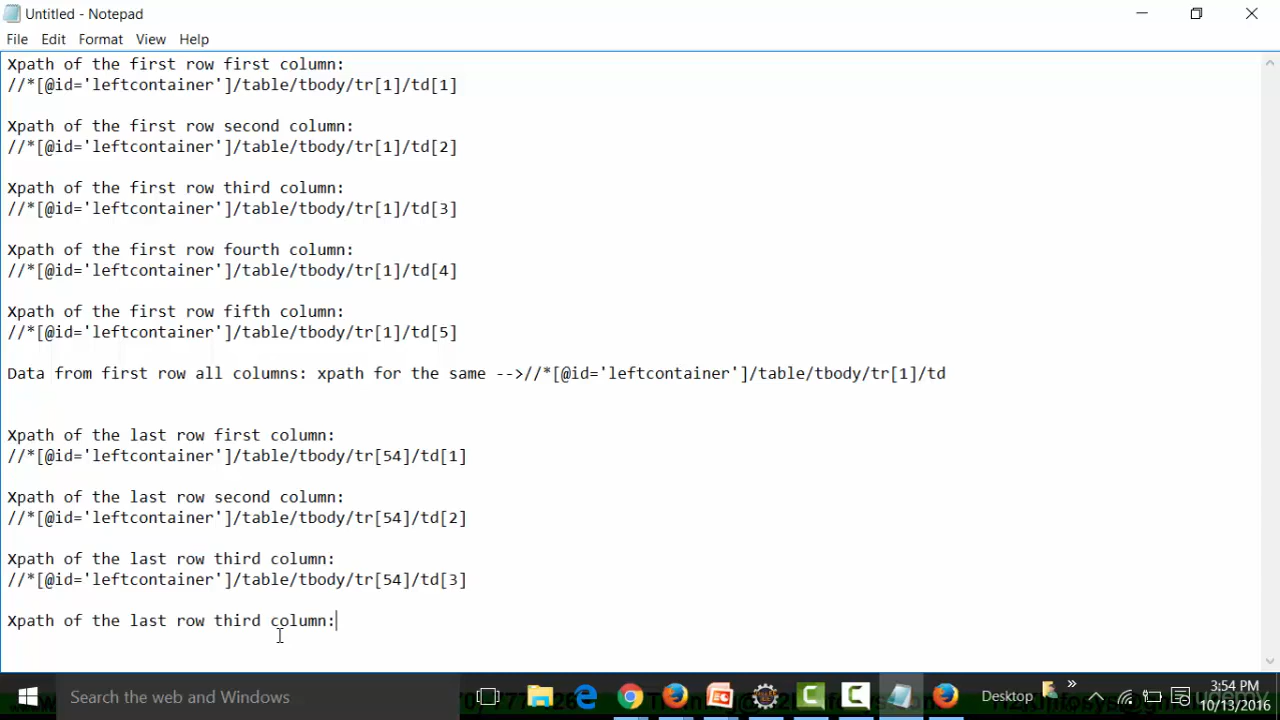 Untitled - Notepad
File Edit Format View Help
Xpath of the first row first column:
//*[@id='leftcontainer']/table/tbody/tr[1]/td[1]
Xpath of the first row second column:
//*[@id='leftcontainer']/table/tbody/tr[1]/td[2]
Xpath of the first row third column:
//*[@id='leftcontainer']/table/tbody/tr[1]/td[3]
Xpath of the first row fourth column:
//*[@id='leftcontainer']/table/tbody/tr[1]/td[4]
Xpath of the first row fifth column:
//*[@id='leftcontainer']/table/tbody/tr[1]/td[5]
Data from first row all columns: xpath for the same -->//*[@id='leftcontainer']/table/tbody/tr[1]/td
Xpath of the last row first column:
//*[@id='leftcontainer']/table/tbody/tr[54]/td[1]
Xpath of the last row second column:
//*[@id='leftcontainer']/table/tbody/tr[54]/td[2]
Xpath of the last row third column:
//*[@id='leftcontainer']/table/tbody/tr[54]/td[3]
Xpath of the last row third column:
Search the web and Windows
Desktop
3:54 PM
10/13/2016